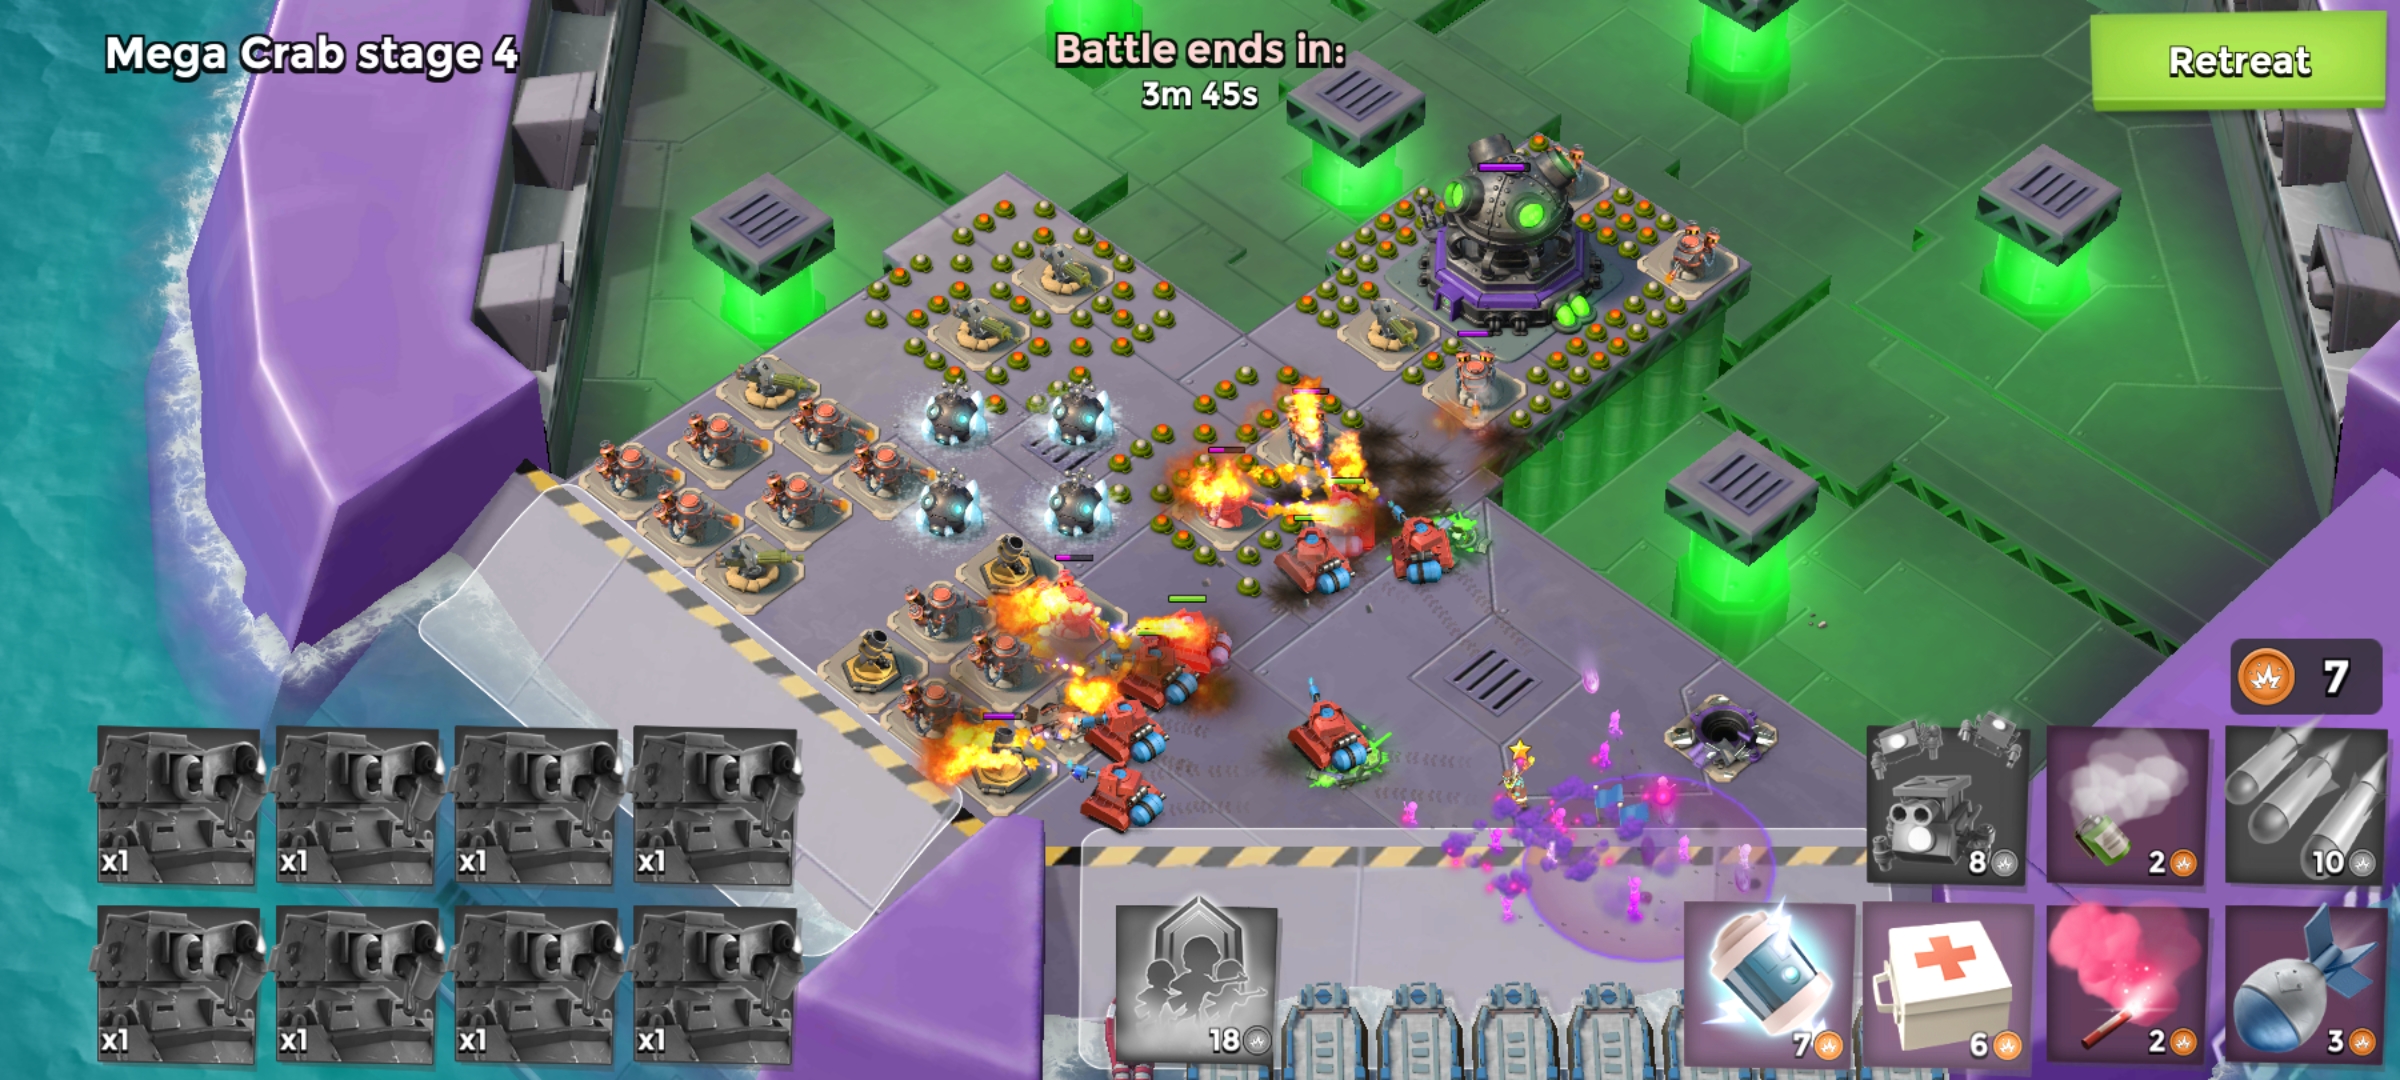 Mega Crab stage 4
Battle ends in:
3m 45s
Retreat
7
x1
x1
x1
x1
8
2
10
x1
x1
x1
x1
18
7
6
2
3